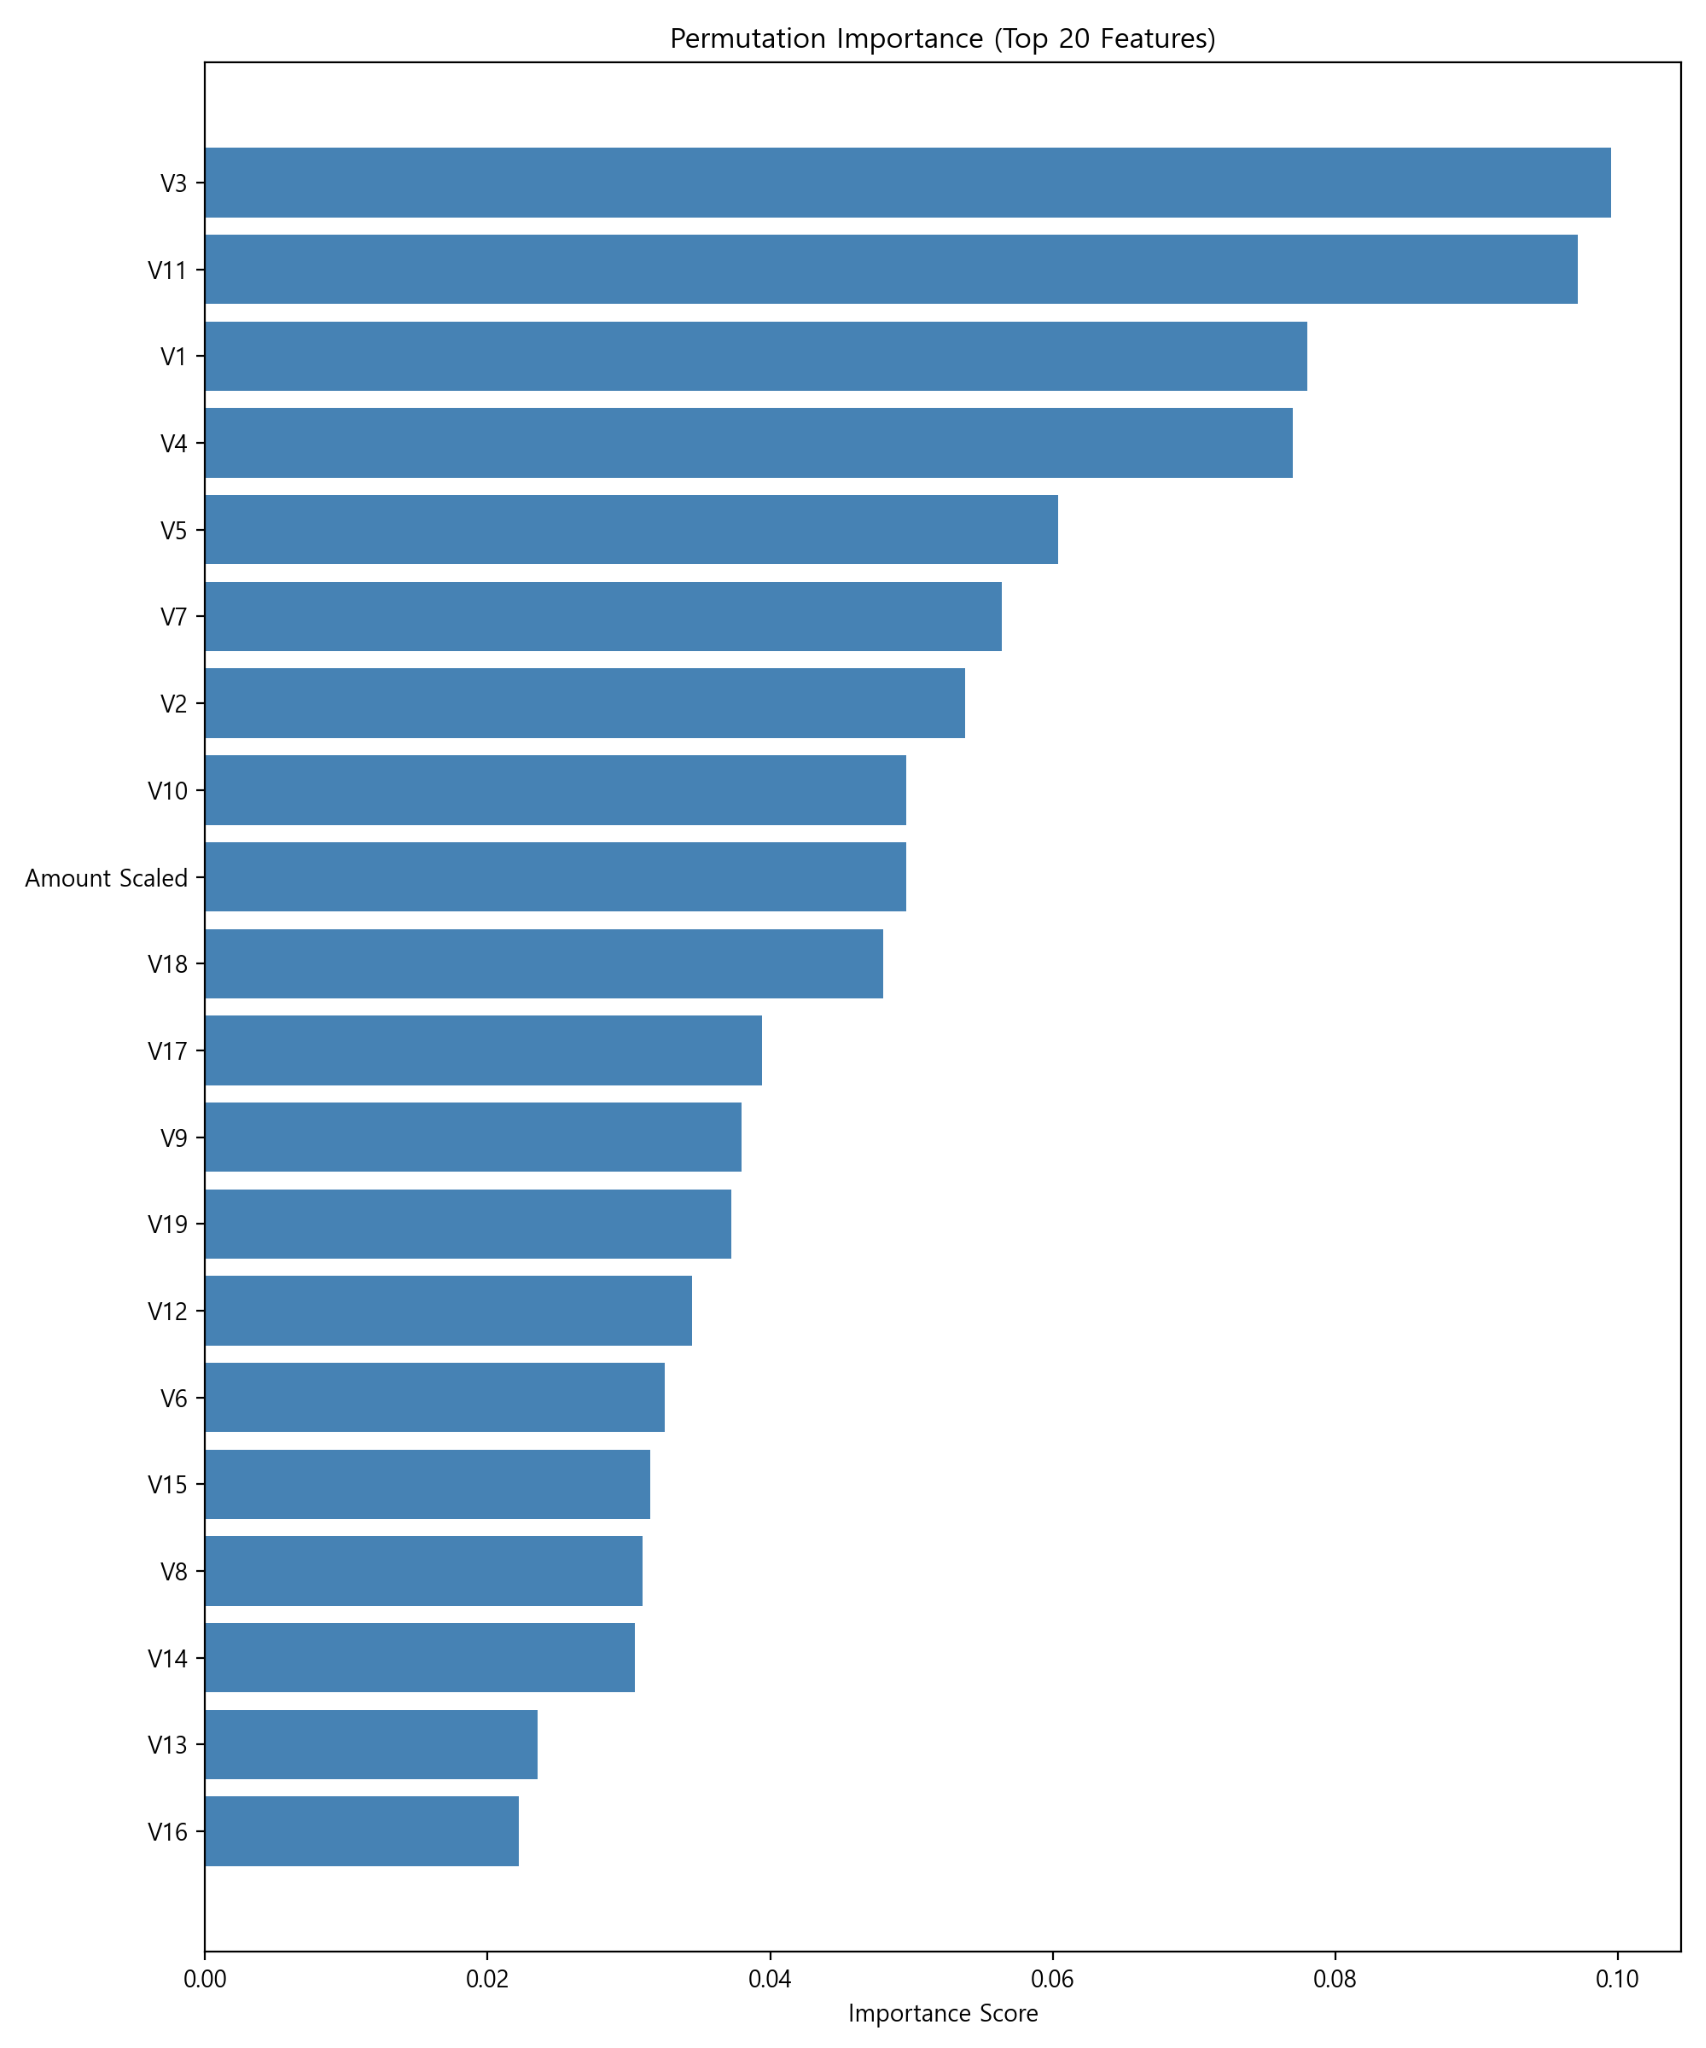 Permutation Importance (Top 20 Features)
V3
V11
V1
V4
V5
V7
V2
V10
Amount Scaled
V18
V17
V9
V19
V12
V6
V15
V8
V14
V13
V16
0.00 0.02 0.04 0.06 0.08 0.10
Importance Score